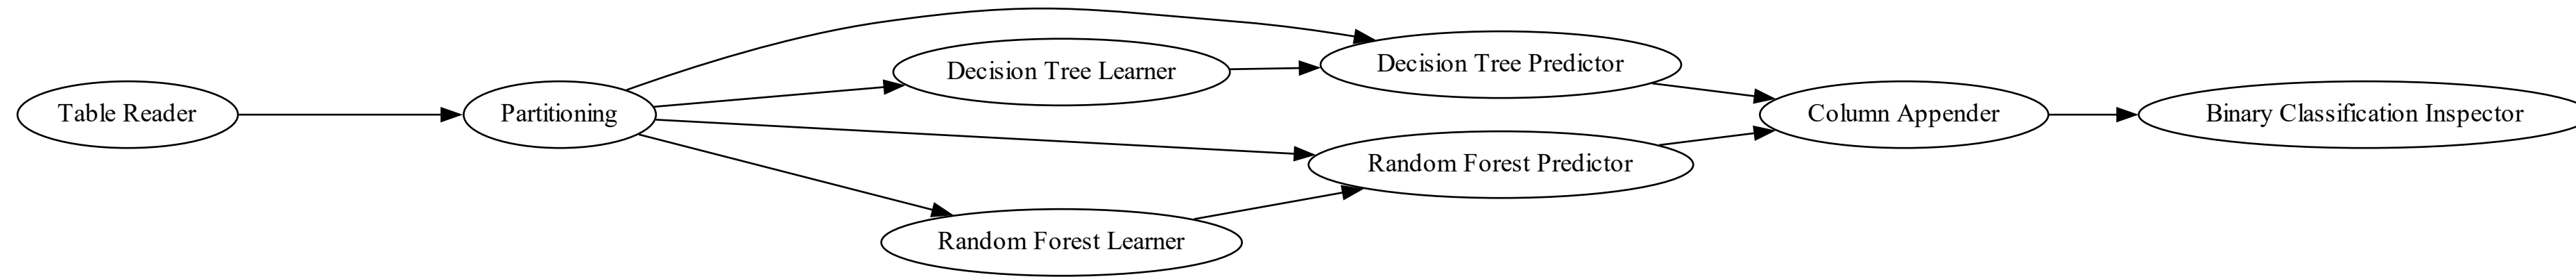 Table Reader
Partitioning
Decision Tree Learner
Decision Tree Predictor
Random Forest Learner
Random Forest Predictor
Column Appender
Binary Classification Inspector